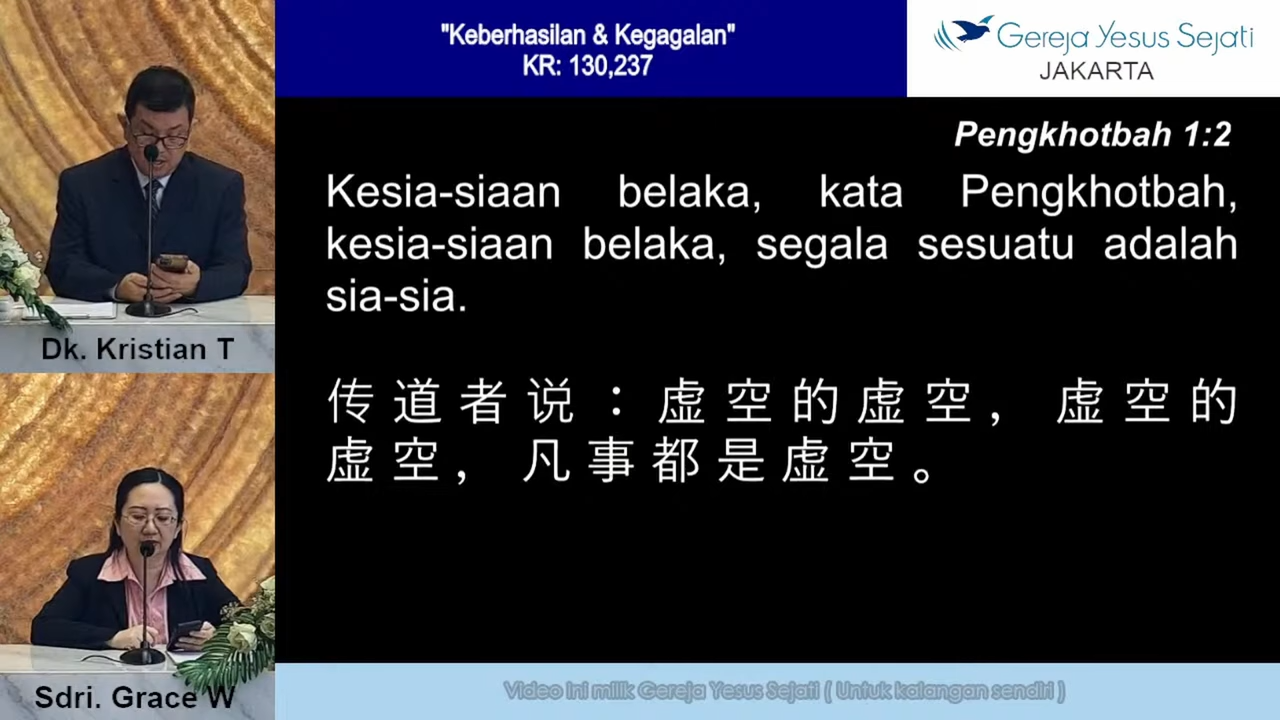 "Keberhasilan & Kegagalan"
KR: 130,237
Gereja Yesus Sejati
JAKARTA
Pengkhotbah 1:2
Kesia-siaan belaka, kata Pengkhotbah,
kesia-siaan belaka, segala sesuatu adalah
sia-sia.
传道者说：虚空的虚空，虚空的
虚空，凡事都是虚空。
Dk. Kristian T
Sdri. Grace W
Video Ini milik Gereja Yesus Sejati ( Untuk kalangan sendiri )